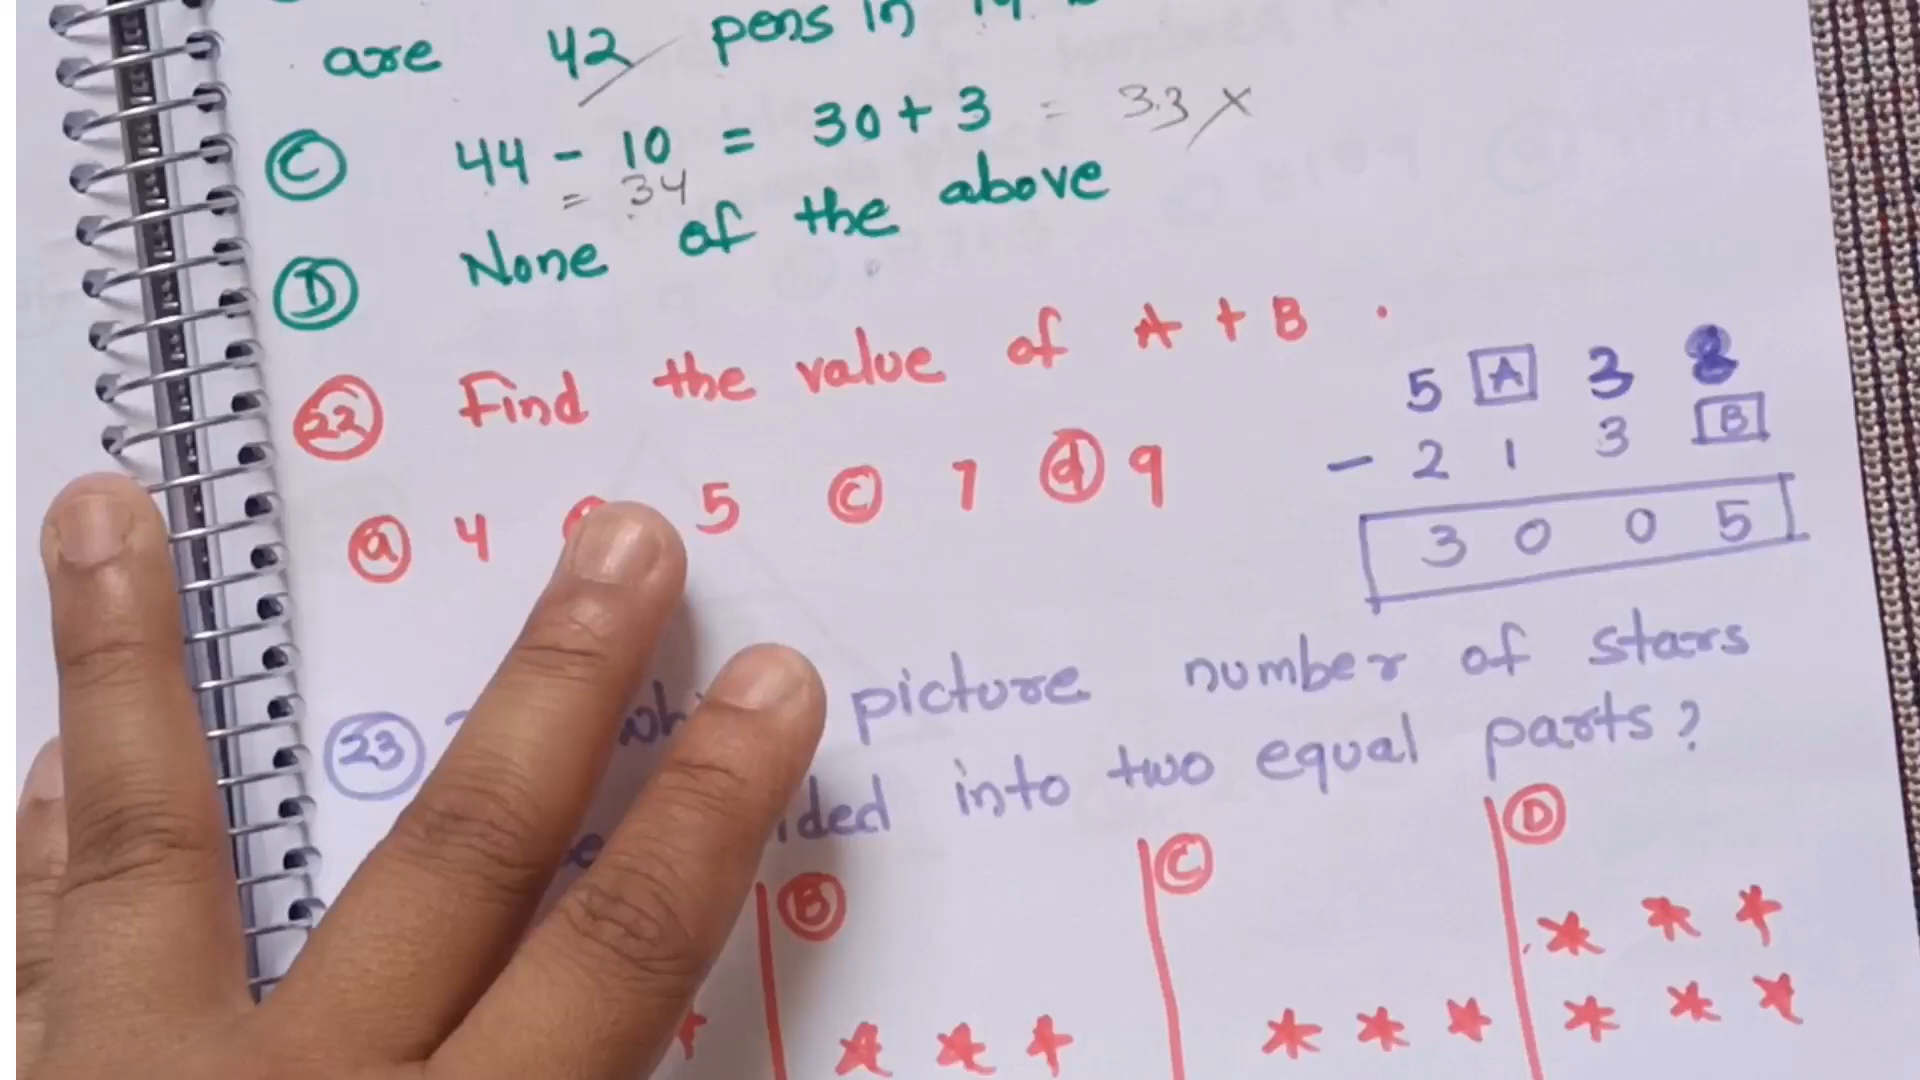 are 42 pens in
C 44 - 10 = 30 + 3 = 33 ×
= 34
D None of the above
22 Find the value of A + B .
5 A 3 8
- 2 1 3 B
3 0 0 5
a 4 5 c 7 d 9
23 picture number of stars
into two equal parts?
B C D